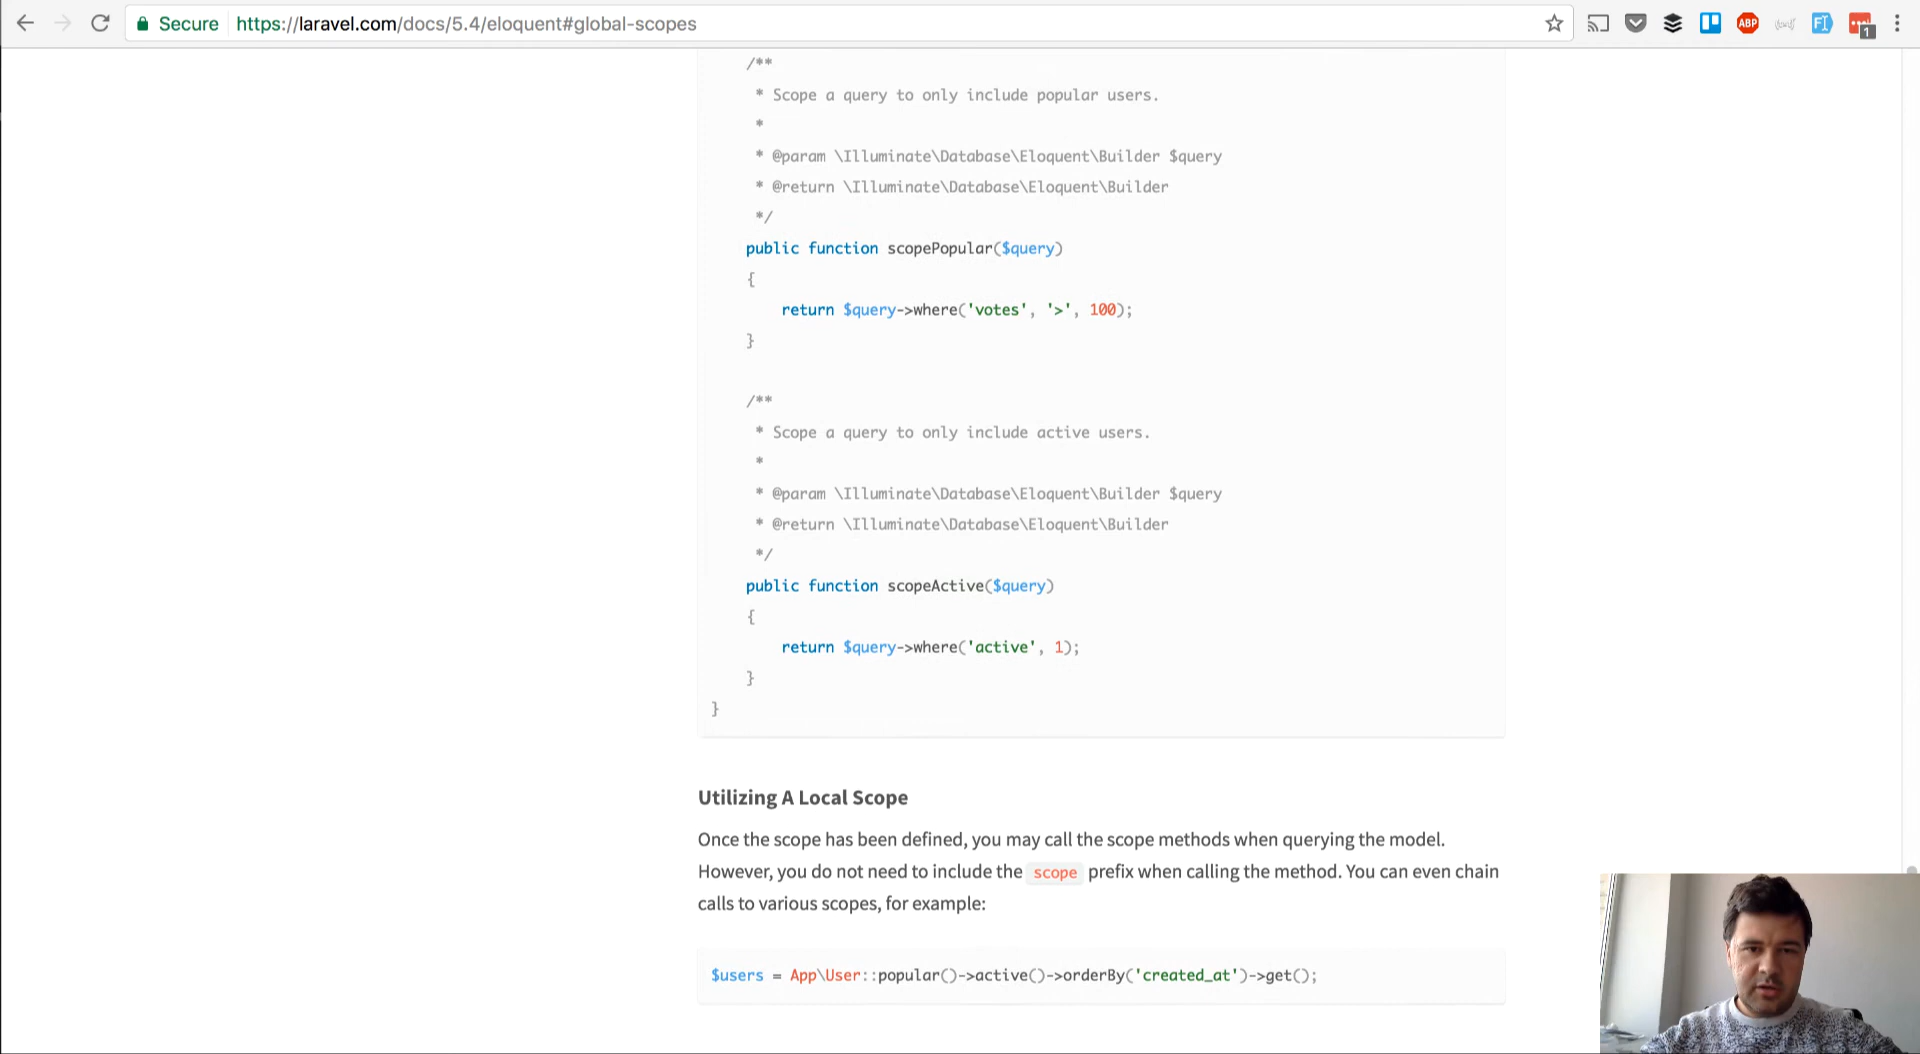 Secure https://laravel.com/docs/5.4/eloquent#global-scopes
ABP
1
/**
* Scope a query to only include popular users.
*
* @param \Illuminate\Database\Eloquent\Builder $query
* @return \Illuminate\Database\Eloquent\Builder
*/
public function scopePopular($query)
{
return $query->where('votes', '>', 100);
}
/**
* Scope a query to only include active users.
*
* @param \Illuminate\Database\Eloquent\Builder $query
* @return \Illuminate\Database\Eloquent\Builder
*/
public function scopeActive($query)
{
return $query->where('active', 1);
}
}
Utilizing A Local Scope
Once the scope has been defined, you may call the scope methods when querying the model.
However, you do not need to include the scope prefix when calling the method. You can even chain
calls to various scopes, for example:
$users = App\User::popular()->active()->orderBy('created_at')->get();